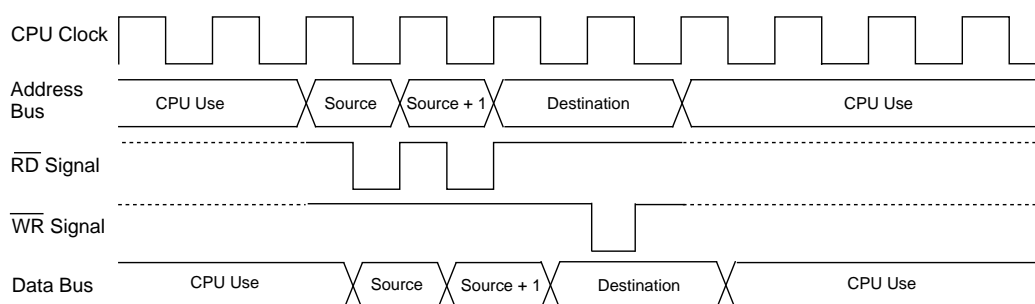 CPU Clock
Address
Bus
CPU Use
Source
Source + 1
Destination
CPU Use
RD Signal
WR Signal
Data Bus
CPU Use
Source
Source + 1
Destination
CPU Use